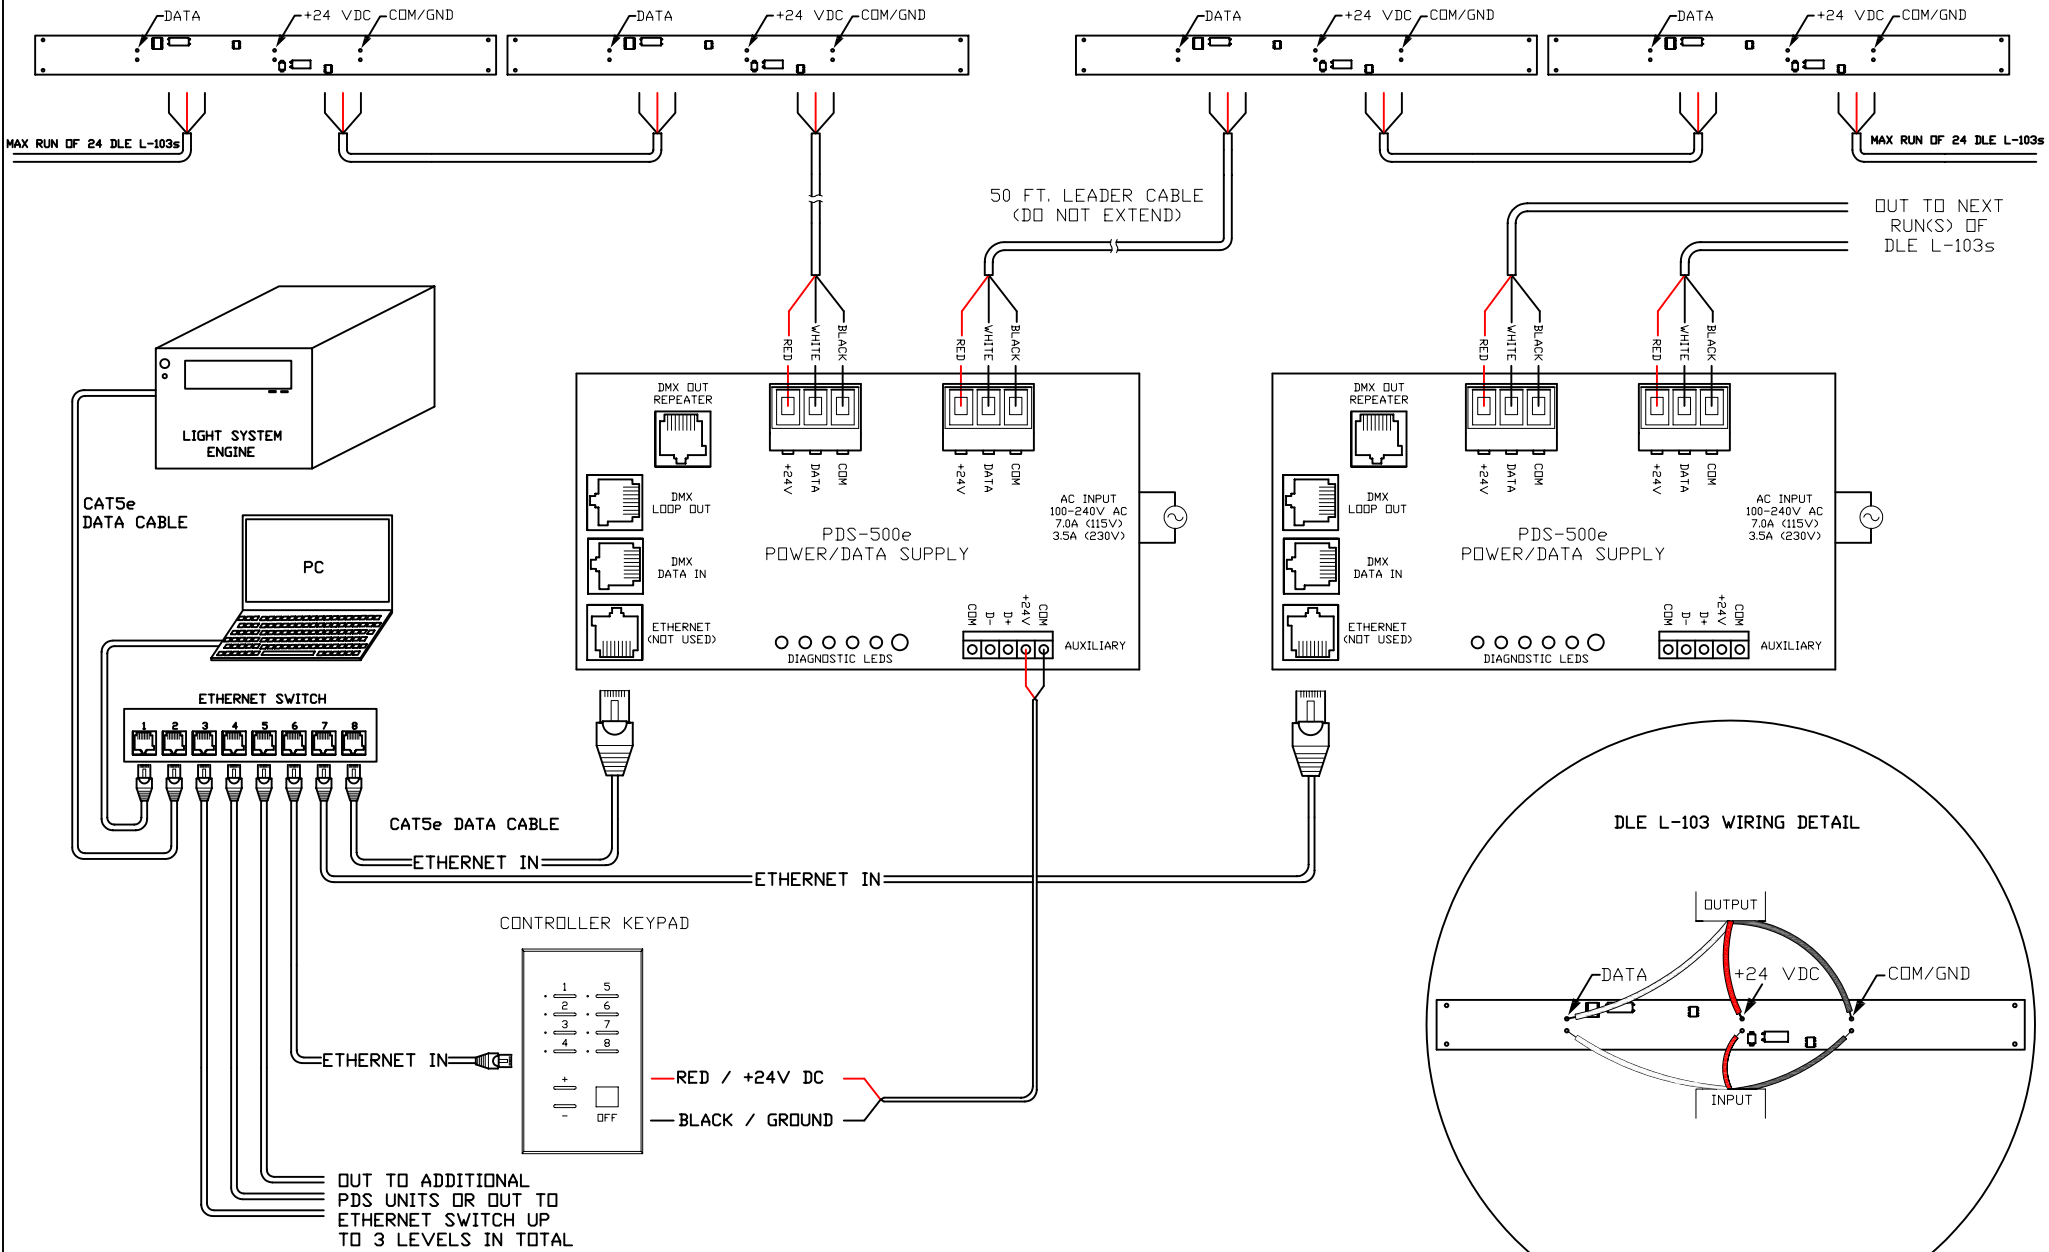 DATA
+24 VDC
COM/GND
DATA
+24 VDC
COM/GND
DATA
+24 VDC
COM/GND
DATA
+24 VDC
COM/GND
MAX RUN OF 24 DLE L-103s
MAX RUN OF 24 DLE L-103s
50 FT. LEADER CABLE
(DO NOT EXTEND)
OUT TO NEXT
RUN(S) OF
DLE L-103s
RED
WHITE
BLACK
RED
WHITE
BLACK
RED
WHITE
BLACK
RED
WHITE
BLACK
LIGHT SYSTEM
ENGINE
CAT5e
DATA CABLE
PC
DMX OUT
REPEATER
+24V
DATA
COM
+24V
DATA
COM
DMX
LOOP OUT
DMX
DATA IN
ETHERNET
(NOT USED)
PDS-500e
POWER/DATA SUPPLY
AC INPUT
100-240V AC
7.0A (115V)
3.5A (230V)
DIAGNOSTIC LEDS
COM
D-
D+
+24V
COM
AUXILIARY
DMX OUT
REPEATER
+24V
DATA
COM
+24V
DATA
COM
DMX
LOOP OUT
DMX
DATA IN
ETHERNET
(NOT USED)
PDS-500e
POWER/DATA SUPPLY
AC INPUT
100-240V AC
7.0A (115V)
3.5A (230V)
DIAGNOSTIC LEDS
COM
D-
D+
+24V
COM
AUXILIARY
ETHERNET SWITCH
1 2 3 4 5 6 7 8
CAT5e DATA CABLE
ETHERNET IN
ETHERNET IN
CONTROLLER KEYPAD
1 5
2 6
3 7
4 8
+
-
OFF
ETHERNET IN
RED / +24V DC
BLACK / GROUND
OUT TO ADDITIONAL
PDS UNITS OR OUT TO
ETHERNET SWITCH UP
TO 3 LEVELS IN TOTAL
DLE L-103 WIRING DETAIL
OUTPUT
DATA
+24 VDC
COM/GND
INPUT